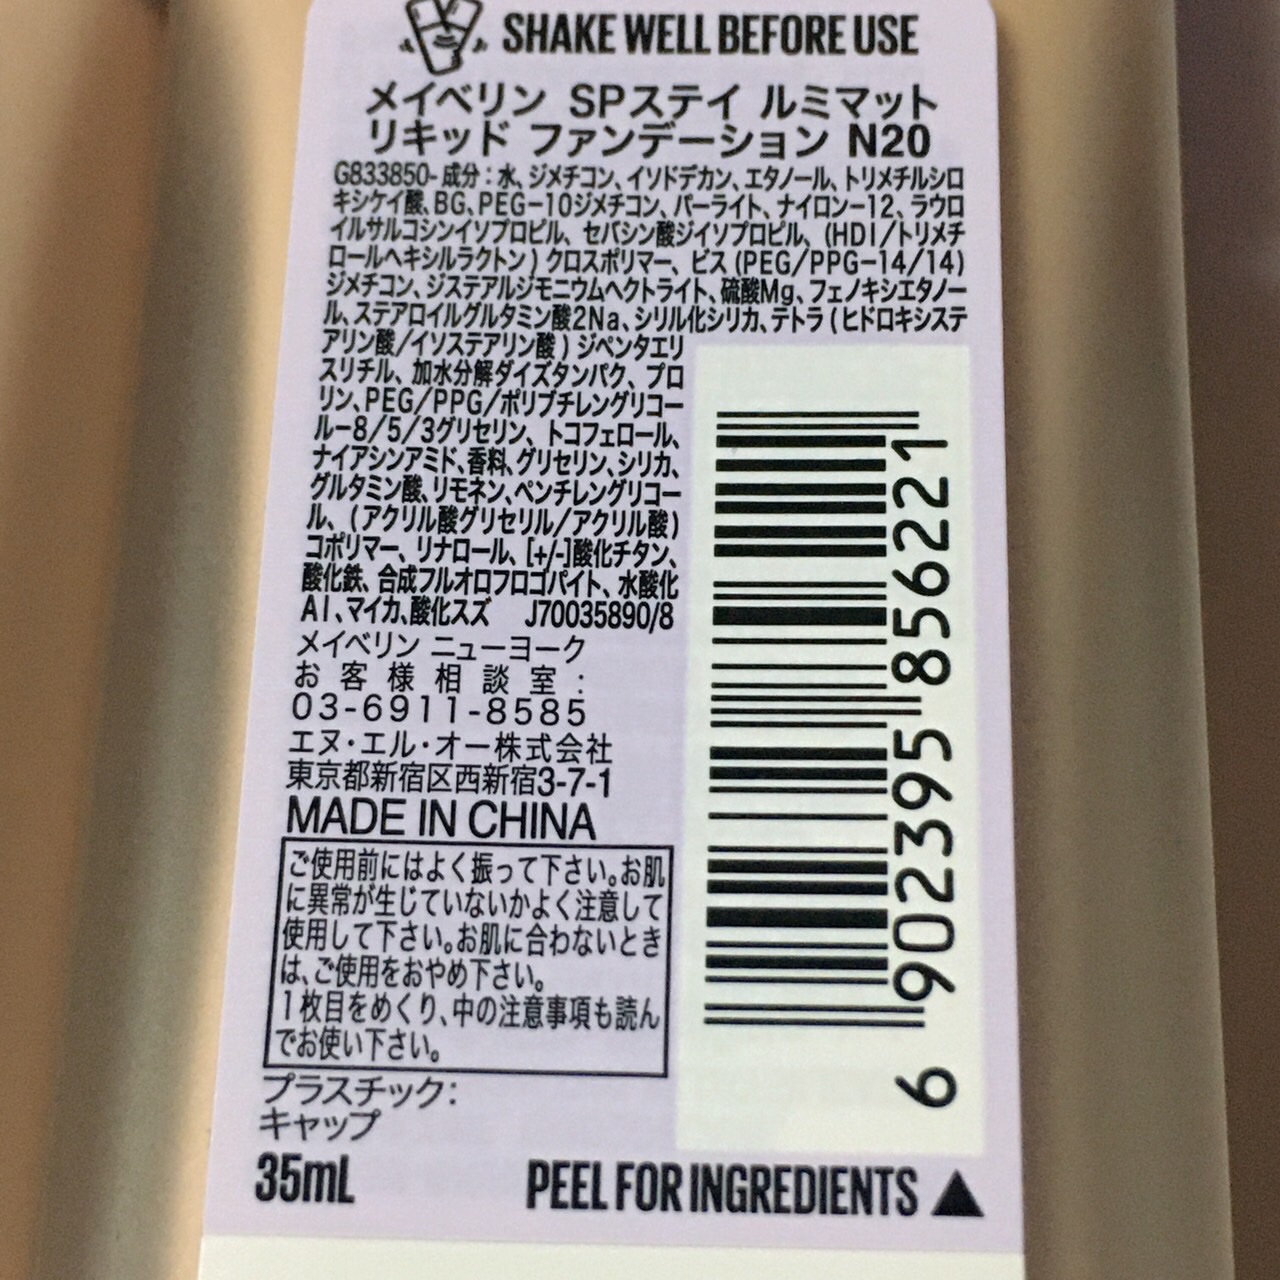 SHAKE WELL BEFORE USE
メイベリン SPステイ ルミマット
リキッド ファンデーション N20
G833850- 成分：水、ジメチコン、イソドデカン、エタノール、トリメチルシロ
キシケイ酸、BG、PEG-10ジメチコン、パーライト、ナイロン-12、ラウロ
イルサルコシンイソプロピル、セバシン酸ジイソプロピル、(HDI/トリメチ
ロールヘキシルラクトン)クロスポリマー、ビス(PEG/PPG-14/14)
ジメチコン、ジステアルジモニウムヘクトライト、硫酸Mg、フェノキシエタノー
ル、ステアロイルグルタミン酸2Na、シリル化シリカ、テトラ(ヒドロキシステ
アリン酸/イソステアリン酸)ジペンタエリ
スリチル、加水分解ダイズタンパク、プロ
リン、PEG/PPG/ポリブチレングリコー
ル-8/5/3グリセリン、トコフェロール、
ナイアシンアミド、香料、グリセリン、シリカ、
グルタミン酸、リモネン、ペンチレングリコー
ル、(アクリル酸グリセリル/アクリル酸)
コポリマー、リナロール、[+/-]酸化チタン、
酸化鉄、合成フルオロフロゴパイト、水酸化
Al、マイカ、酸化スズ J70035890/8
メイベリン ニューヨーク
お客様相談室：
03-6911-8585
エヌ・エル・オー株式会社
東京都新宿区西新宿3-7-1
MADE IN CHINA
ご使用前にはよく振って下さい。お肌
に異常が生じていないかよく注意して
使用して下さい。お肌に合わないとき
は、ご使用をおやめ下さい。
1枚目をめくり、中の注意事項も読ん
でお使い下さい。
プラスチック：
キャップ
35mL
PEEL FOR INGREDIENTS ▲
6 902395 856221